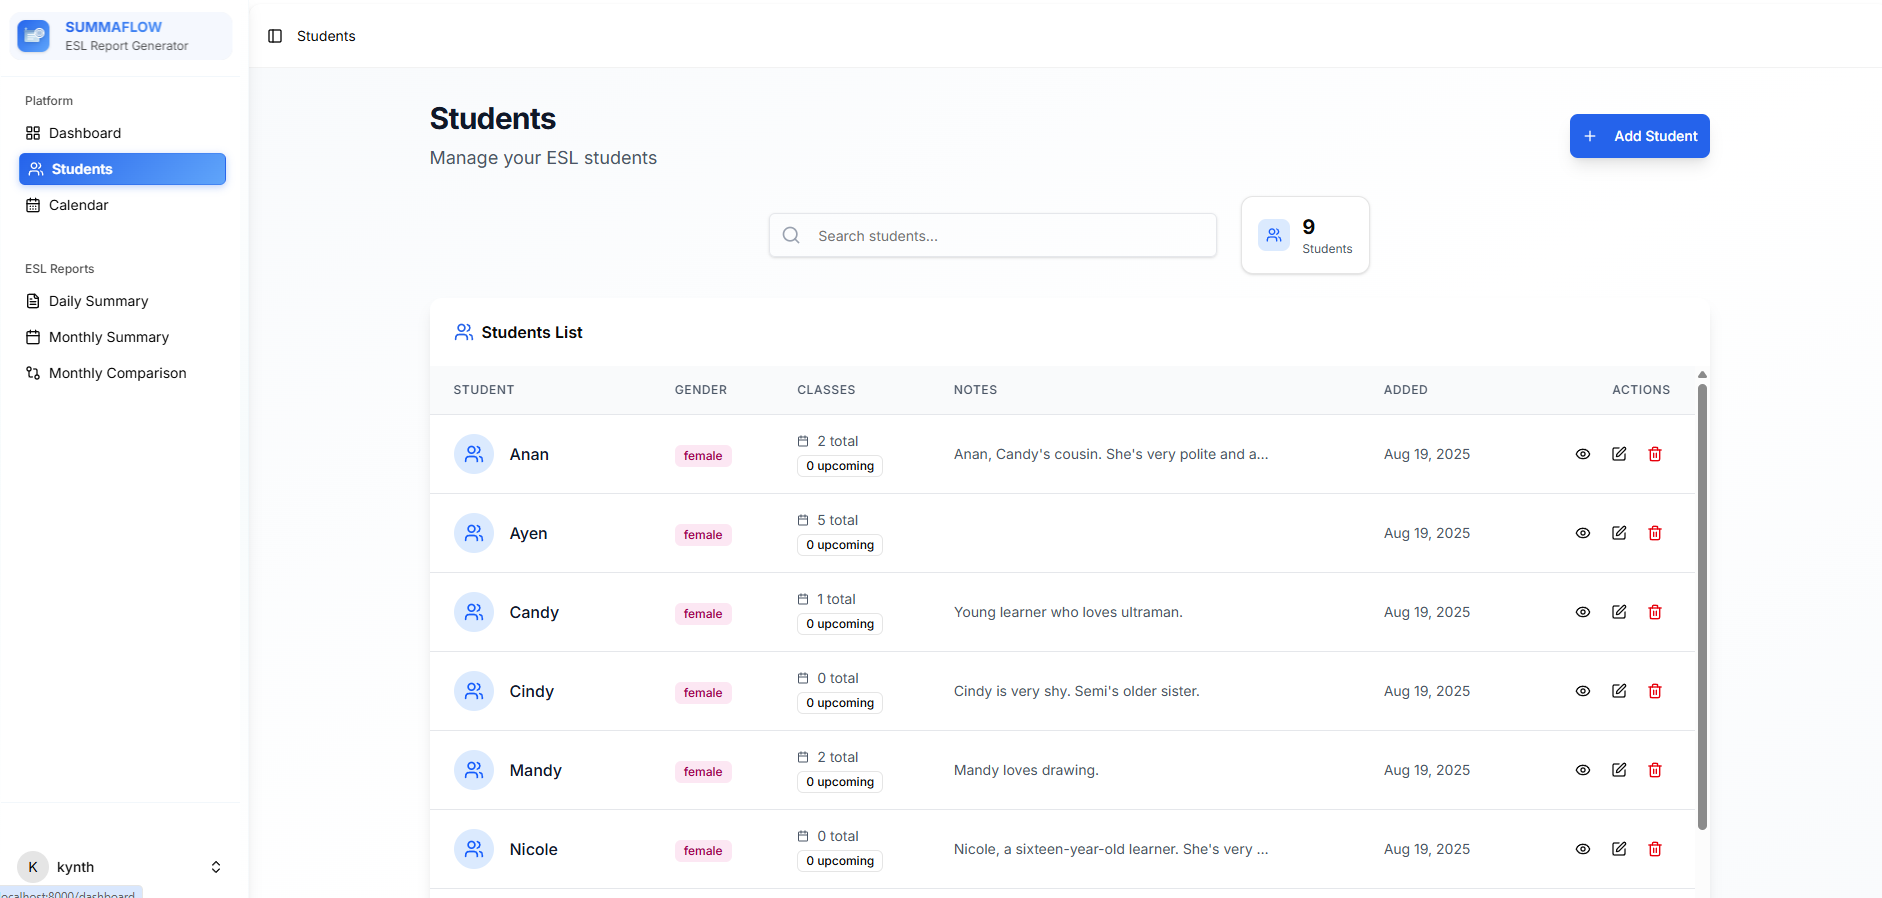 SUMMAFLOW
ESL Report Generator
Platform
Dashboard
Students
Calendar
ESL Reports
Daily Summary
Monthly Summary
Monthly Comparison
K kynth
localhost:8000/dashboard
Students
Students
Manage your ESL students
Add Student
Search students...
9
Students
Students List
STUDENT GENDER CLASSES NOTES ADDED ACTIONS
Anan female 2 total Anan, Candy's cousin. She's very polite and a... Aug 19, 2025
0 upcoming
Ayen female 5 total Aug 19, 2025
0 upcoming
Candy female 1 total Young learner who loves ultraman. Aug 19, 2025
0 upcoming
Cindy female 0 total Cindy is very shy. Semi's older sister. Aug 19, 2025
0 upcoming
Mandy female 2 total Mandy loves drawing. Aug 19, 2025
0 upcoming
Nicole female 0 total Nicole, a sixteen-year-old learner. She's very ... Aug 19, 2025
0 upcoming